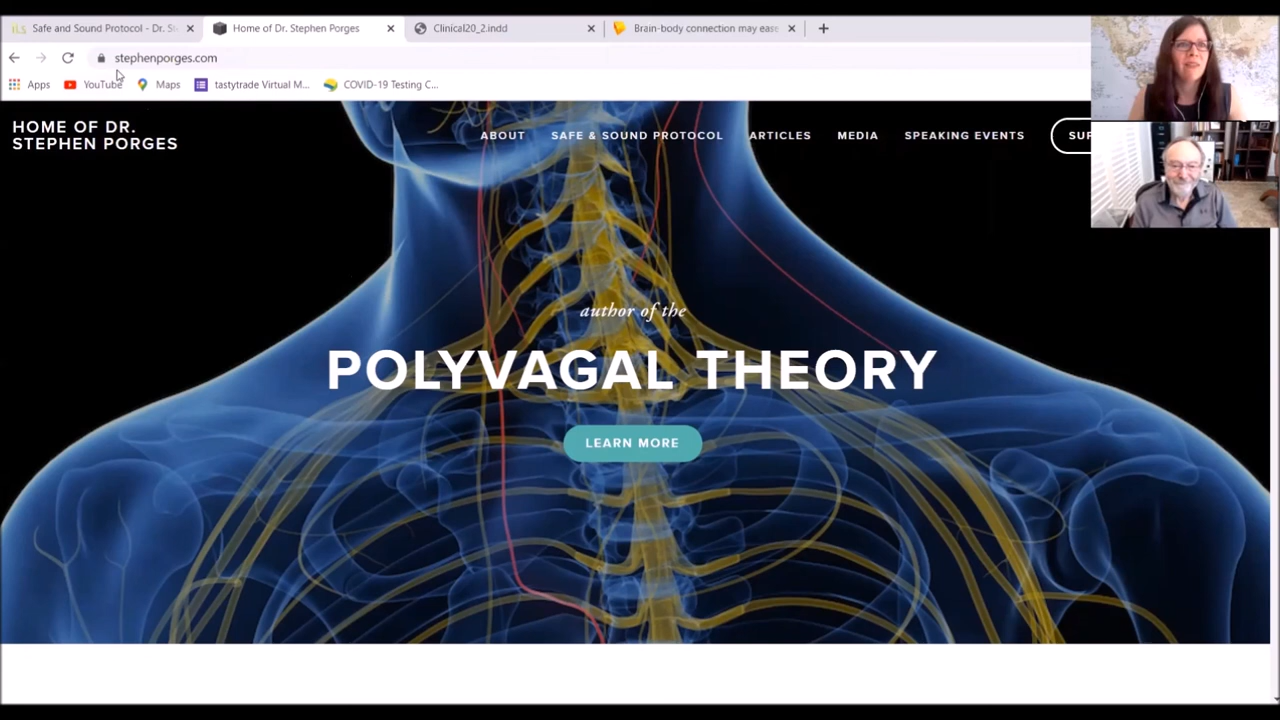 iLS Safe and Sound Protocol - Dr. St
Home of Dr. Stephen Porges
Clinical20_2.indd
Brain-body connection may ease
stephenporges.com
Apps
YouTube
Maps
tastytrade Virtual M...
COVID-19 Testing C...
HOME OF DR.
STEPHEN PORGES
ABOUT
SAFE & SOUND PROTOCOL
ARTICLES
MEDIA
SPEAKING EVENTS
SUP
author of the
POLYVAGAL THEORY
LEARN MORE